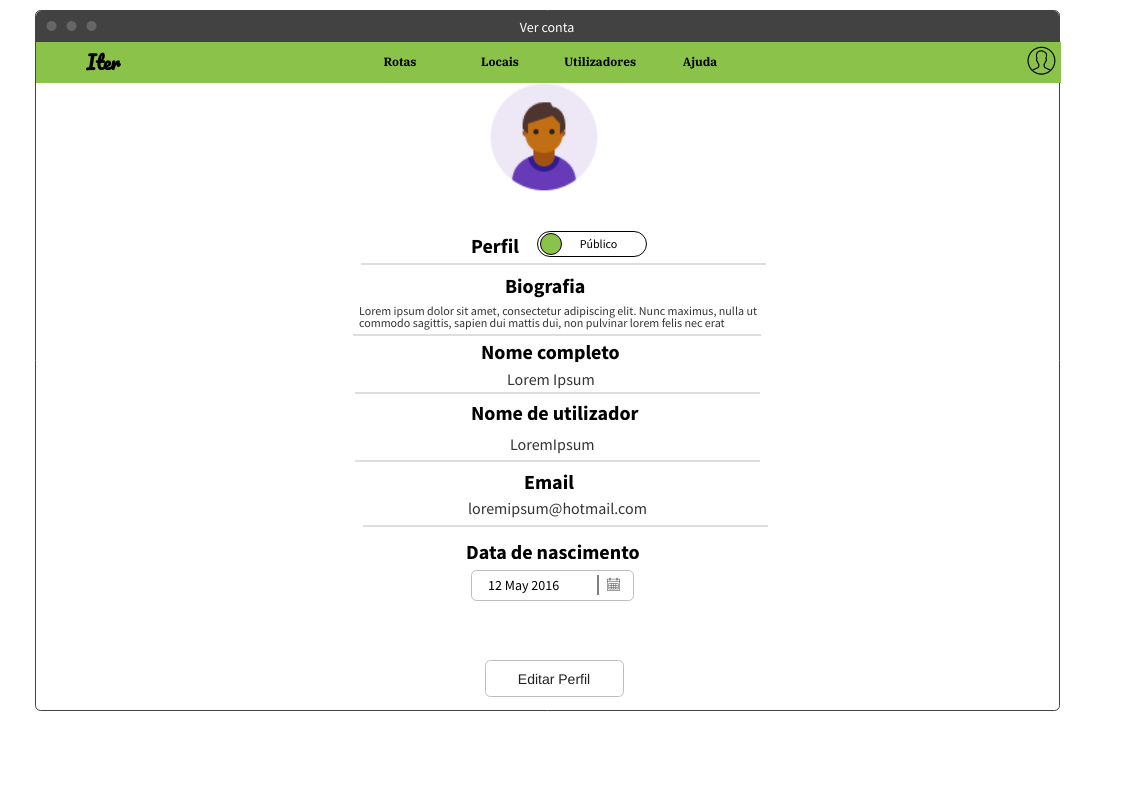 Ver conta
Iter
Rotas
Locais
Utilizadores
Ajuda
Perfil
Público
Biografia
Lorem ipsum dolor sit amet, consectetur adipiscing elit. Nunc maximus, nulla ut
commodo sagittis, sapien dui mattis dui, non pulvinar lorem felis nec erat
Nome completo
Lorem Ipsum
Nome de utilizador
LoremIpsum
Email
loremipsum@hotmail.com
Data de nascimento
12 May 2016
Editar Perfil